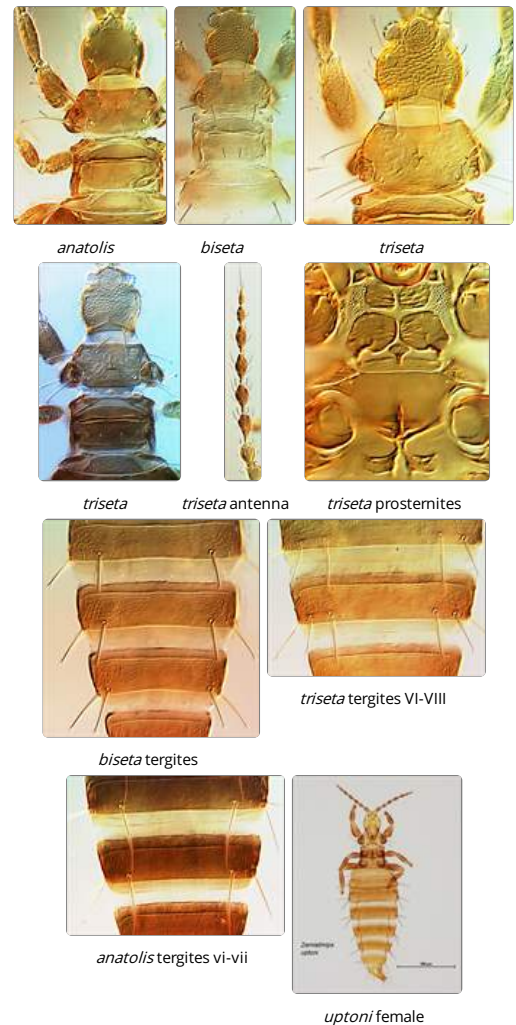 anatolis
biseta
triseta
triseta
triseta antenna
triseta prosternites
biseta tergites
triseta tergites VI-VIII
anatolis tergites vi-vii
uptoni
uptoni female